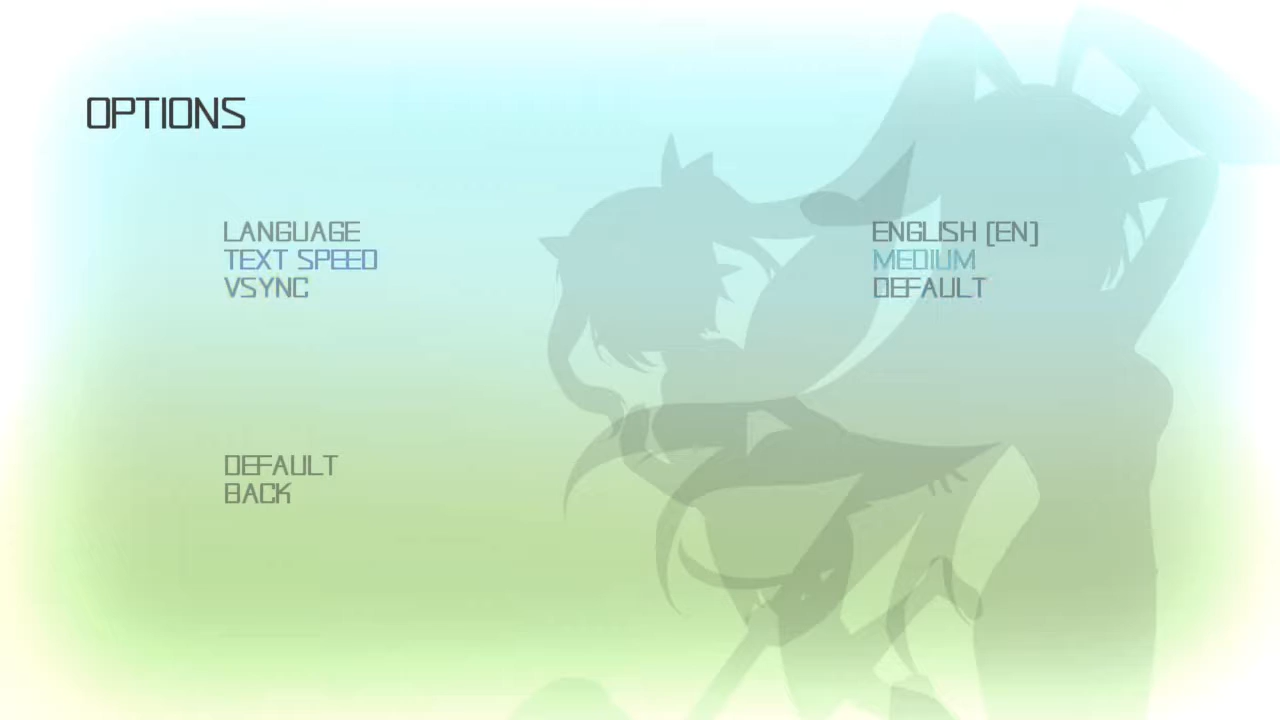 OPTIONS
LANGUAGE ENGLISH [EN]
TEXT SPEED MEDIUM
VSYNC DEFAULT
DEFAULT
BACK